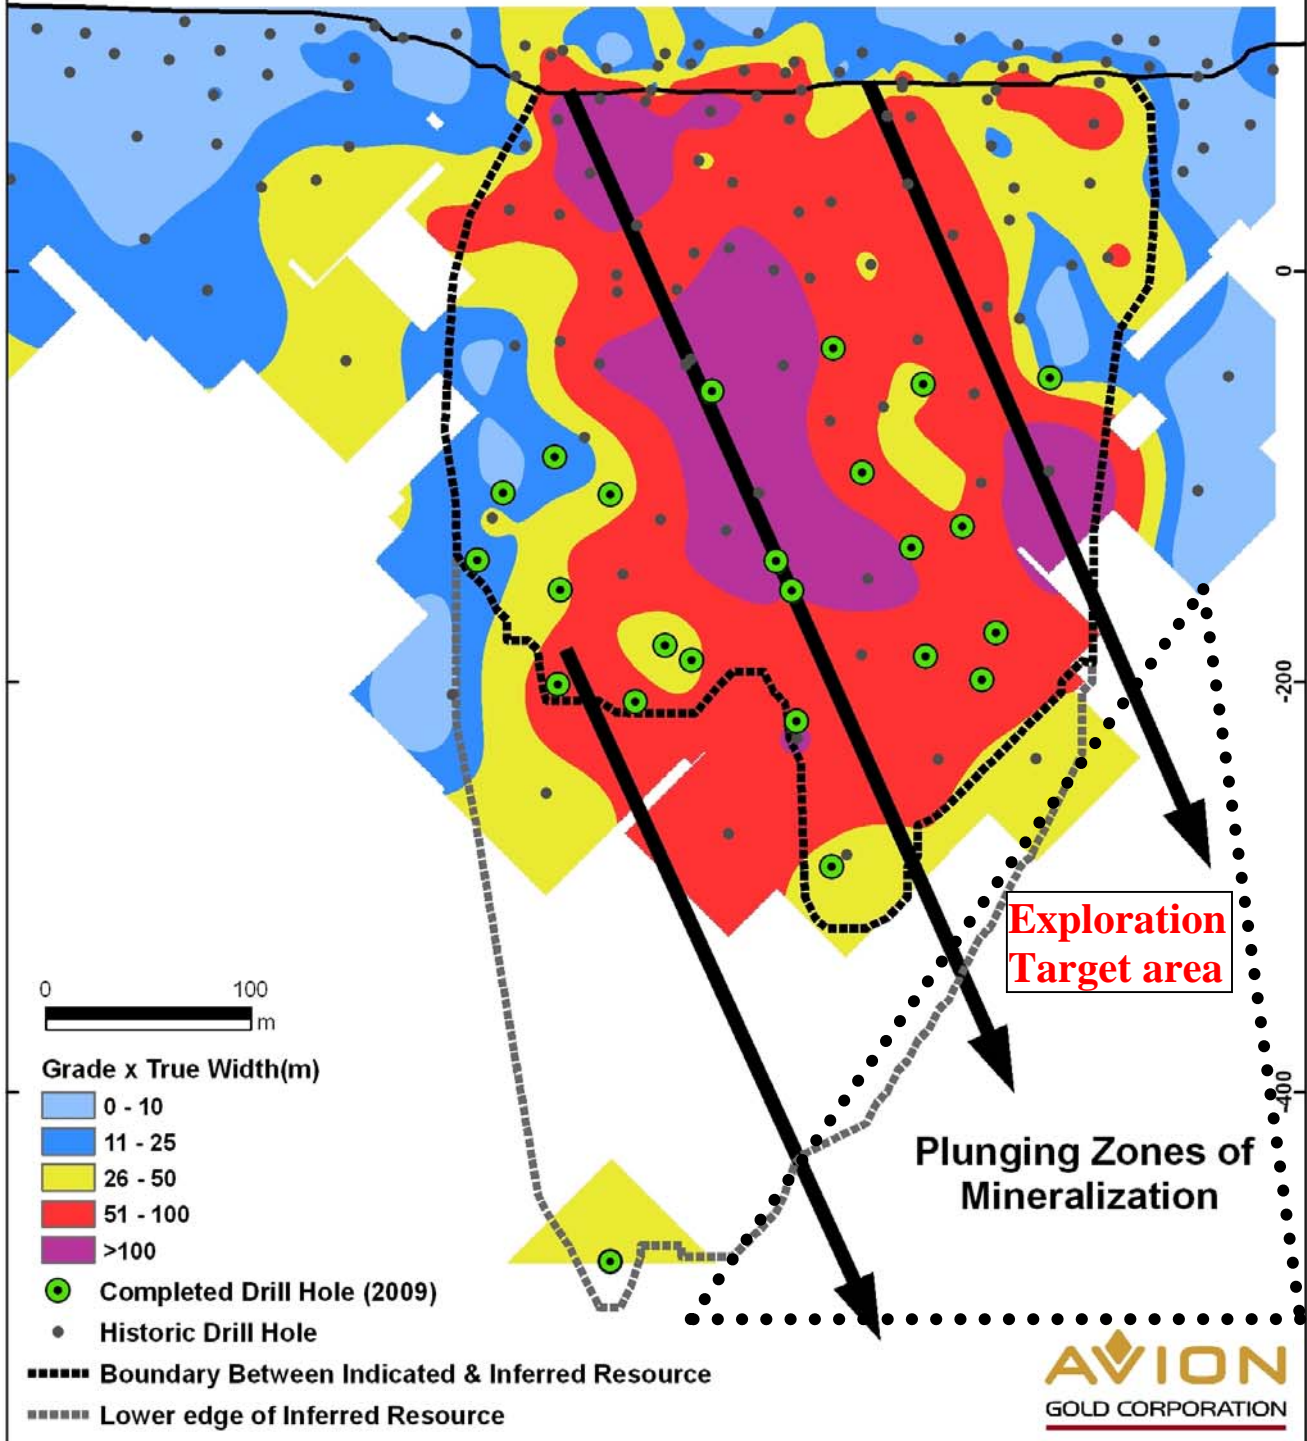 0
-200
Exploration
Target area
0 100
m
-400
Grade x True Width(m)
0 - 10
11 - 25
26 - 50
51 - 100
>100
Plunging Zones of
Mineralization
Completed Drill Hole (2009)
Historic Drill Hole
Boundary Between Indicated & Inferred Resource
Lower edge of Inferred Resource
AVION
GOLD CORPORATION